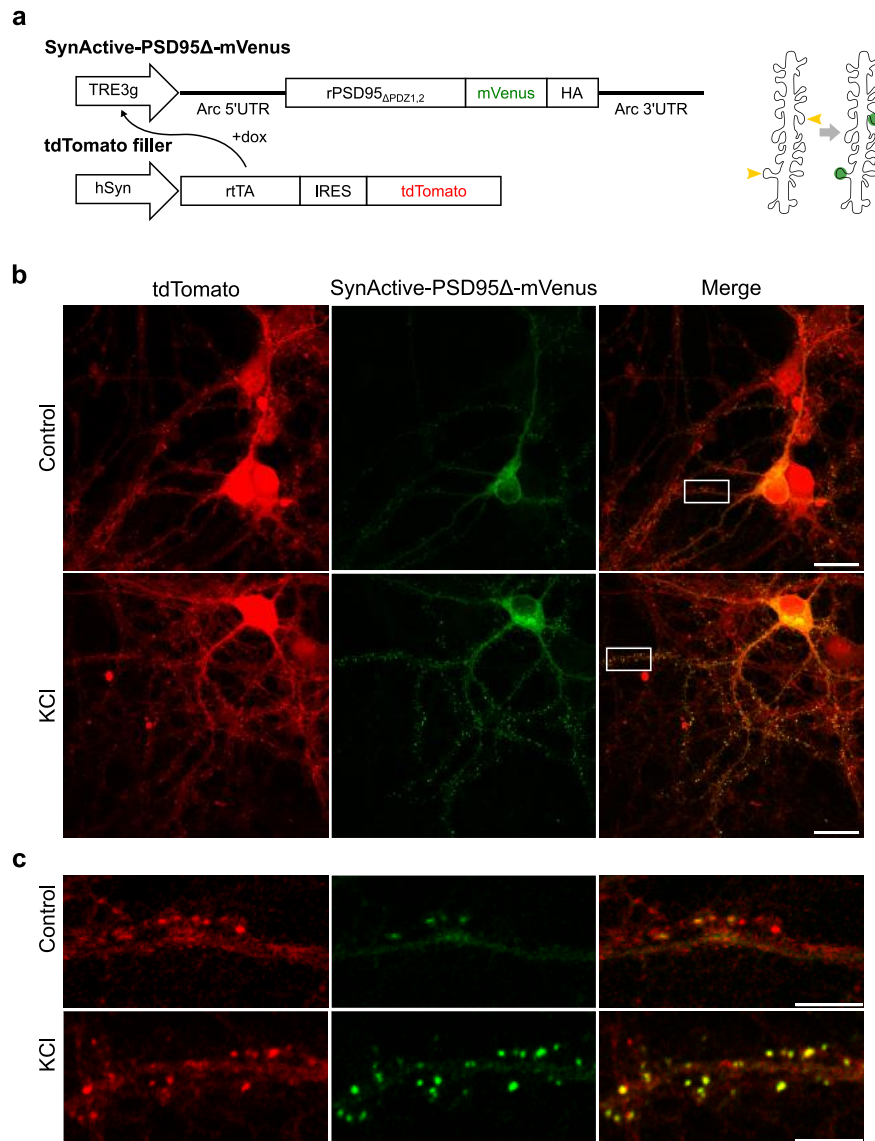 a
SynActive-PSD95Δ-mVenus
TRE3g
Arc 5'UTR
rPSD95ΔPDZ1,2
mVenus
HA
Arc 3'UTR
+dox
tdTomato filler
hSyn
rtTA
IRES
tdTomato
b
tdTomato
SynActive-PSD95Δ-mVenus
Merge
Control
KCl
c
Control
KCl